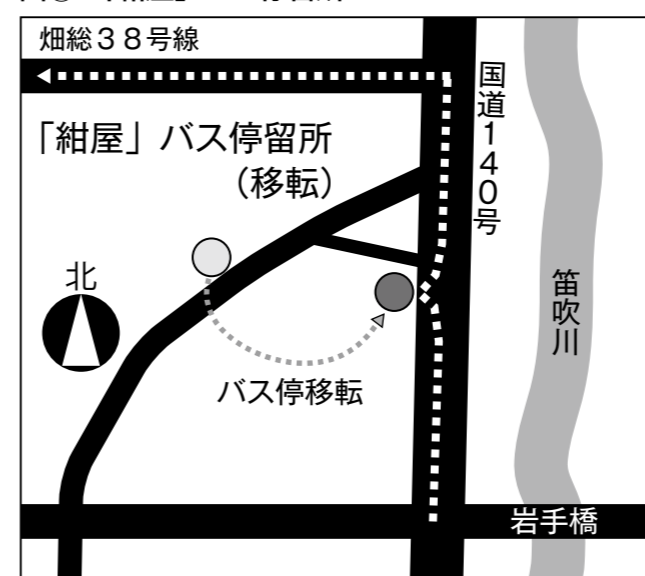 畑総38号線
「紺屋」バス停留所
（移転）
国道140号
北
笛吹川
バス停移転
岩手橋